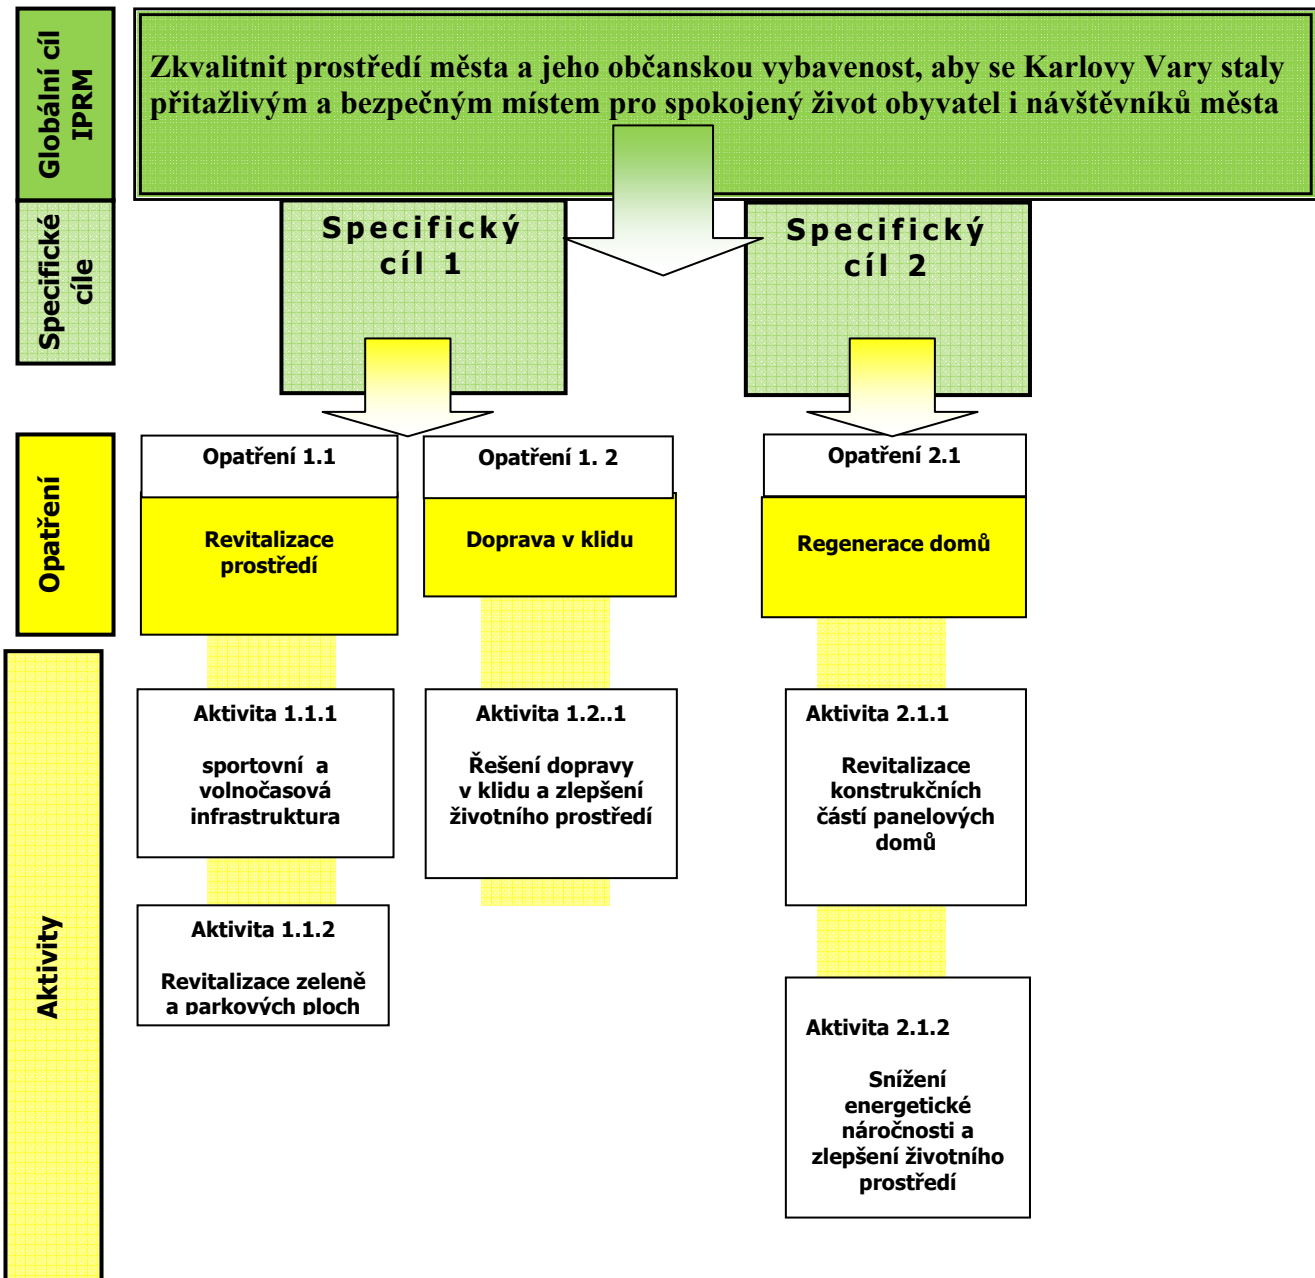 Globální cíl
IPRM
Zkvalitnit prostředí města a jeho občanskou vybavenost, aby se Karlovy Vary staly
přitažlivým a bezpečným místem pro spokojený život obyvatel i návštěvníků města
Specifické
cíle
Specifický
cíl 1
Specifický
cíl 2
Opatření
Opatření 1.1
Revitalizace
prostředí
Opatření 1. 2
Doprava v klidu
Opatření 2.1
Regenerace domů
Aktivity
Aktivita 1.1.1
sportovní a
volnočasová
infrastruktura
Aktivita 1.2..1
Řešení dopravy
v klidu a zlepšení
životního prostředí
Aktivita 2.1.1
Revitalizace
konstrukčních
částí panelových
domů
Aktivita 1.1.2
Revitalizace zeleně
a parkových ploch
Aktivita 2.1.2
Snížení
energetické
náročnosti a
zlepšení životního
prostředí